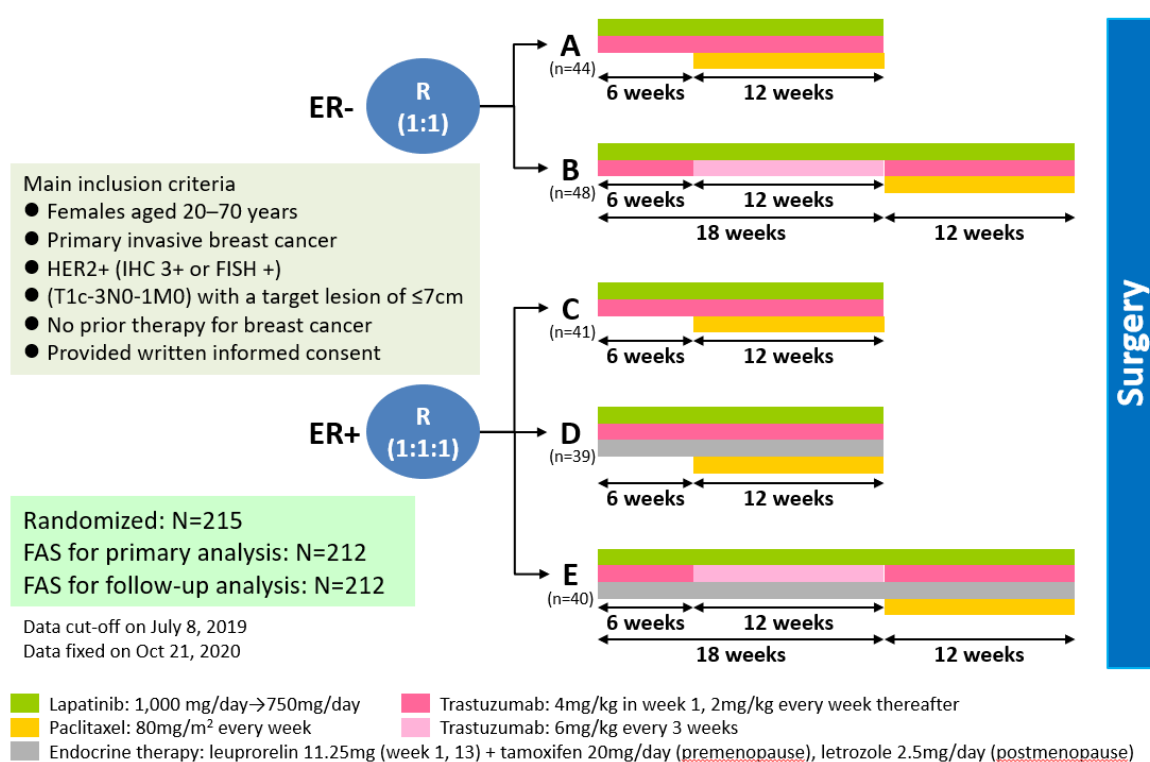 ER-
R
(1:1)
A
(n=44)
6 weeks
12 weeks
B
(n=48)
6 weeks
12 weeks
18 weeks
12 weeks
Main inclusion criteria
● Females aged 20–70 years
● Primary invasive breast cancer
● HER2+ (IHC 3+ or FISH +)
● (T1c-3N0-1M0) with a target lesion of ≤7cm
● No prior therapy for breast cancer
● Provided written informed consent
ER+
R
(1:1:1)
C
(n=41)
6 weeks
12 weeks
D
(n=39)
6 weeks
12 weeks
E
(n=40)
6 weeks
12 weeks
18 weeks
12 weeks
Surgery
Randomized: N=215
FAS for primary analysis: N=212
FAS for follow-up analysis: N=212
Data cut-off on July 8, 2019
Data fixed on Oct 21, 2020
Lapatinib: 1,000 mg/day→750mg/day
Trastuzumab: 4mg/kg in week 1, 2mg/kg every week thereafter
Paclitaxel: 80mg/m² every week
Trastuzumab: 6mg/kg every 3 weeks
Endocrine therapy: leuprorelin 11.25mg (week 1, 13) + tamoxifen 20mg/day (premenopause), letrozole 2.5mg/day (postmenopause)